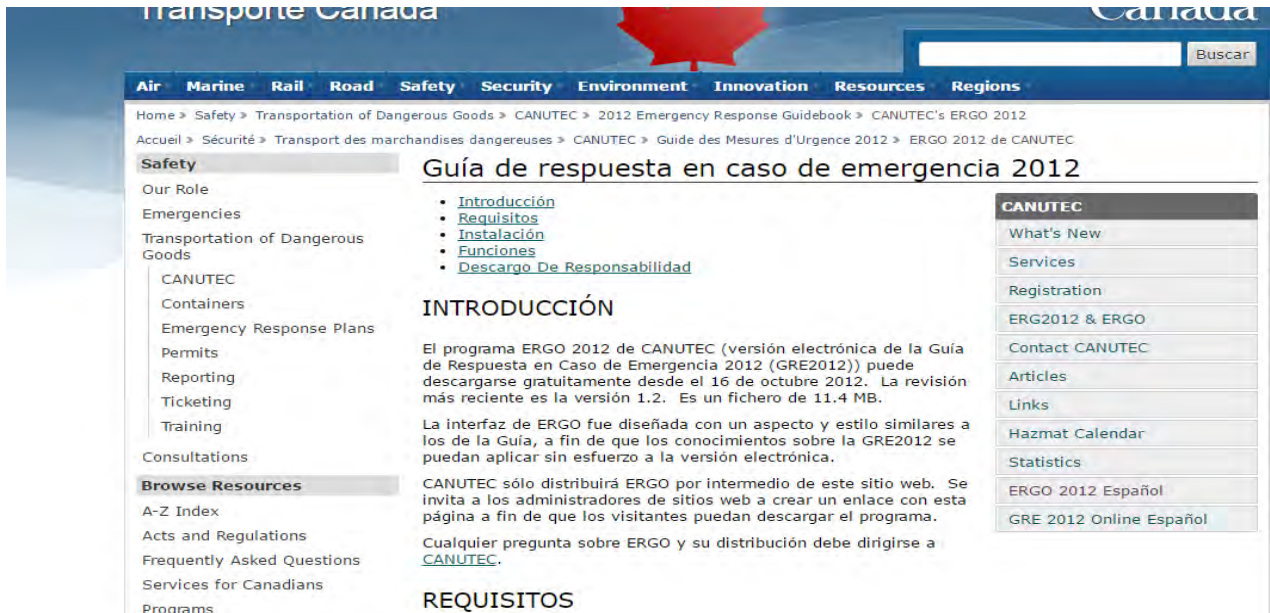 Transporte Canada
Canada
Buscar
Air Marine Rail Road Safety Security Environment Innovation Resources Regions
Home » Safety » Transportation of Dangerous Goods » CANUTEC » 2012 Emergency Response Guidebook » CANUTEC's ERGO 2012
Accueil » Sécurité » Transport des marchandises dangereuses » CANUTEC » Guide des Mesures d'Urgence 2012 » ERGO 2012 de CANUTEC
Safety
Our Role
Emergencies
Transportation of Dangerous
Goods
CANUTEC
Containers
Emergency Response Plans
Permits
Reporting
Ticketing
Training
Consultations
Browse Resources
A-Z Index
Acts and Regulations
Frequently Asked Questions
Services for Canadians
Programs
Guía de respuesta en caso de emergencia 2012
• Introducción
• Requisitos
• Instalación
• Funciones
• Descargo De Responsabilidad
INTRODUCCIÓN
El programa ERGO 2012 de CANUTEC (versión electrónica de la Guía
de Respuesta en Caso de Emergencia 2012 (GRE2012)) puede
descargarse gratuitamente desde el 16 de octubre 2012. La revisión
más reciente es la versión 1.2. Es un fichero de 11.4 MB.
La interfaz de ERGO fue diseñada con un aspecto y estilo similares a
los de la Guía, a fin de que los conocimientos sobre la GRE2012 se
puedan aplicar sin esfuerzo a la versión electrónica.
CANUTEC sólo distribuirá ERGO por intermedio de este sitio web. Se
invita a los administradores de sitios web a crear un enlace con esta
página a fin de que los visitantes puedan descargar el programa.
Cualquier pregunta sobre ERGO y su distribución debe dirigirse a
CANUTEC.
REQUISITOS
CANUTEC
What's New
Services
Registration
ERG2012 & ERGO
Contact CANUTEC
Articles
Links
Hazmat Calendar
Statistics
ERGO 2012 Español
GRE 2012 Online Español